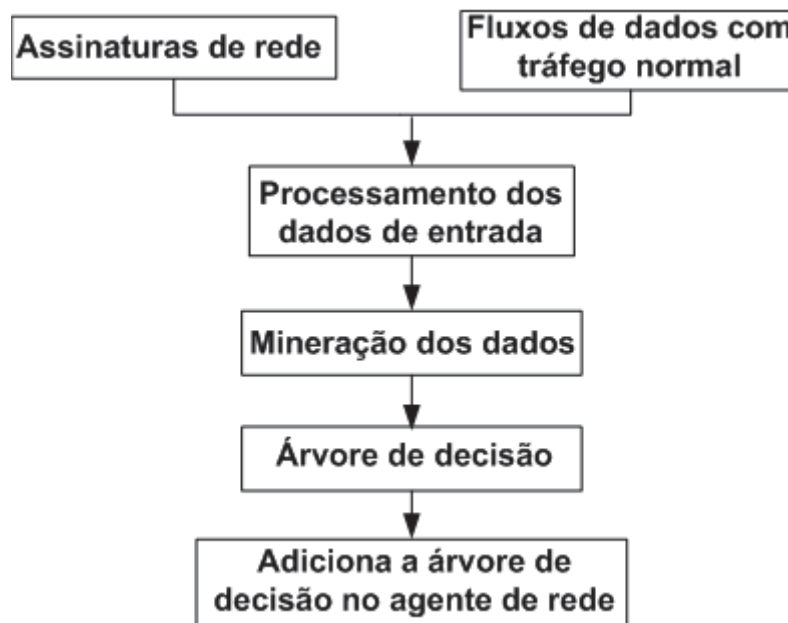 Assinaturas de rede
Fluxos de dados com
tráfego normal
Processamento dos
dados de entrada
Mineração dos dados
Árvore de decisão
Adiciona a árvore de
decisão no agente de rede